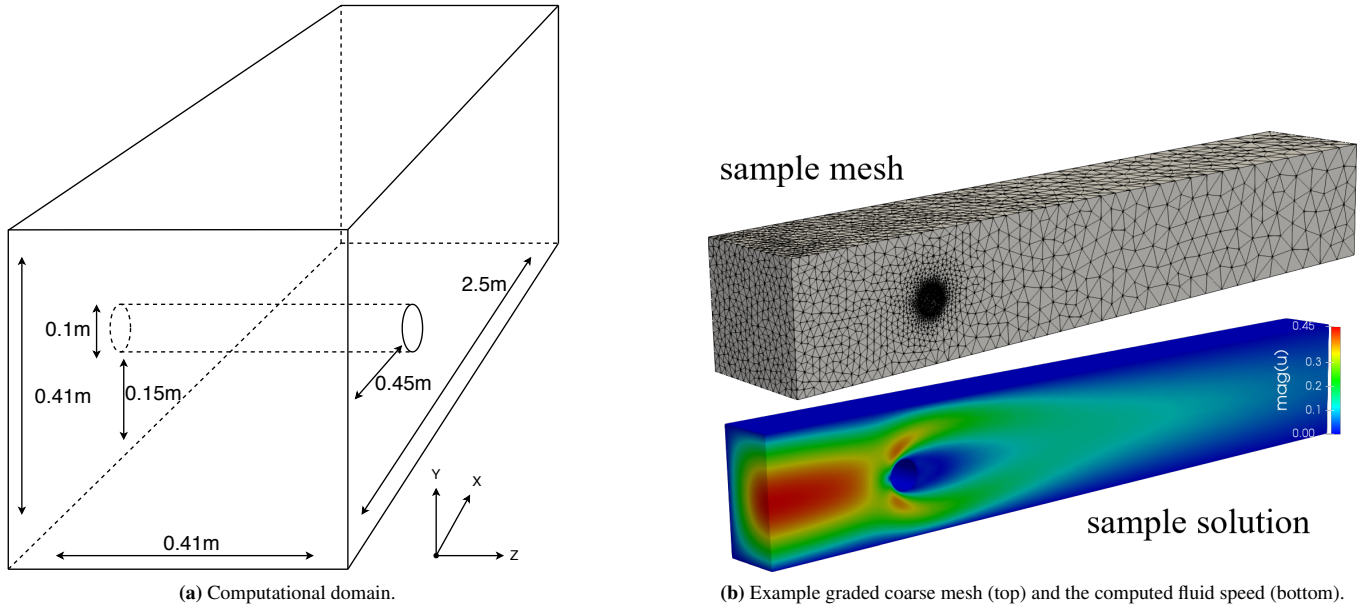 0.1m
0.41m
0.15m
0.45m
2.5m
0.41m
Y
X
Z
(a) Computational domain.
sample mesh
mag(u)
0.45
0.3
0.2
0.1
0.00
sample solution
(b) Example graded coarse mesh (top) and the computed fluid speed (bottom).